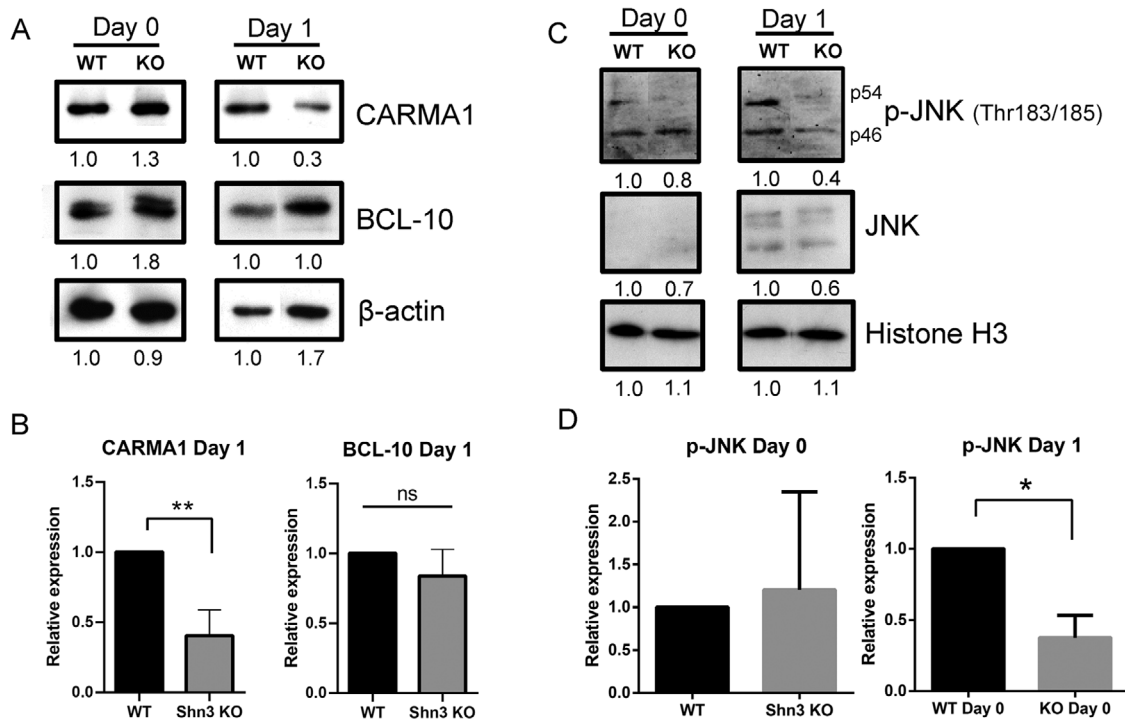 A
Day 0 Day 1
WT KO WT KO
CARMA1
1.0 1.3 1.0 0.3
BCL-10
1.0 1.8 1.0 1.0
β-actin
1.0 0.9 1.0 1.7
C
Day 0 Day 1
WT KO WT KO
p54
p-JNK (Thr183/185)
p46
1.0 0.8 1.0 0.4
JNK
1.0 0.7 1.0 0.6
Histone H3
1.0 1.1 1.0 1.1
B
CARMA1 Day 1
Relative expression
1.5
1.0
0.5
0.0
**
WT Shn3 KO
BCL-10 Day 1
Relative expression
1.5
1.0
0.5
0.0
ns
WT Shn3 KO
D
p-JNK Day 0
Relative expression
2.5
2.0
1.5
1.0
0.5
0.0
WT Shn3 KO
p-JNK Day 1
Relative expression
1.5
1.0
0.5
0.0
*
WT Day 0 KO Day 0